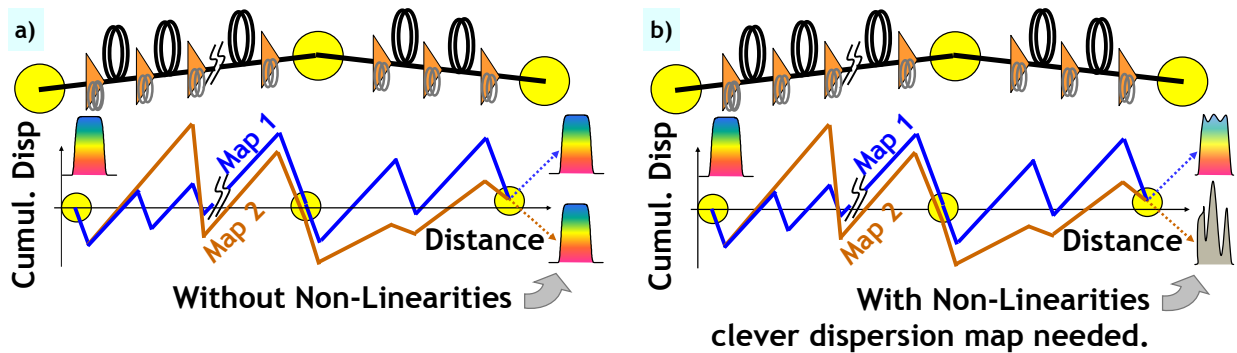 a)
Cumul. Disp
Map 1
Map 2
Distance
Without Non-Linearities
b)
Cumul. Disp
Map 1
Map 2
Distance
With Non-Linearities
clever dispersion map needed.